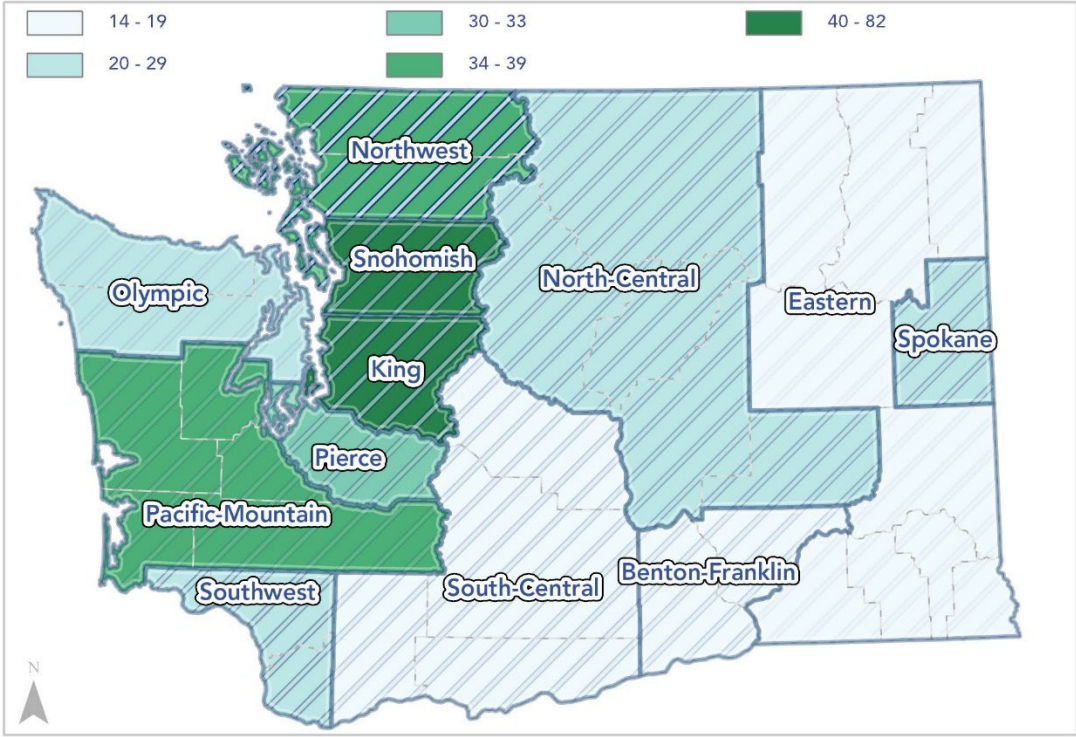 14 - 19
30 - 33
40 - 82
20 - 29
34 - 39
Northwest
Snohomish
North-Central
Olympic
Eastern
Spokane
King
Pierce
Pacific-Mountain
Benton-Franklin
South-Central
Southwest
N